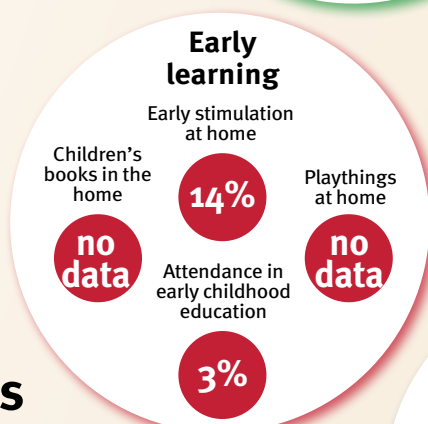 Early
learning
Early stimulation
at home
14%
Children’s
books in the
home
no
data
Playthings
at home
no
data
Attendance in
early childhood
education
3%
s